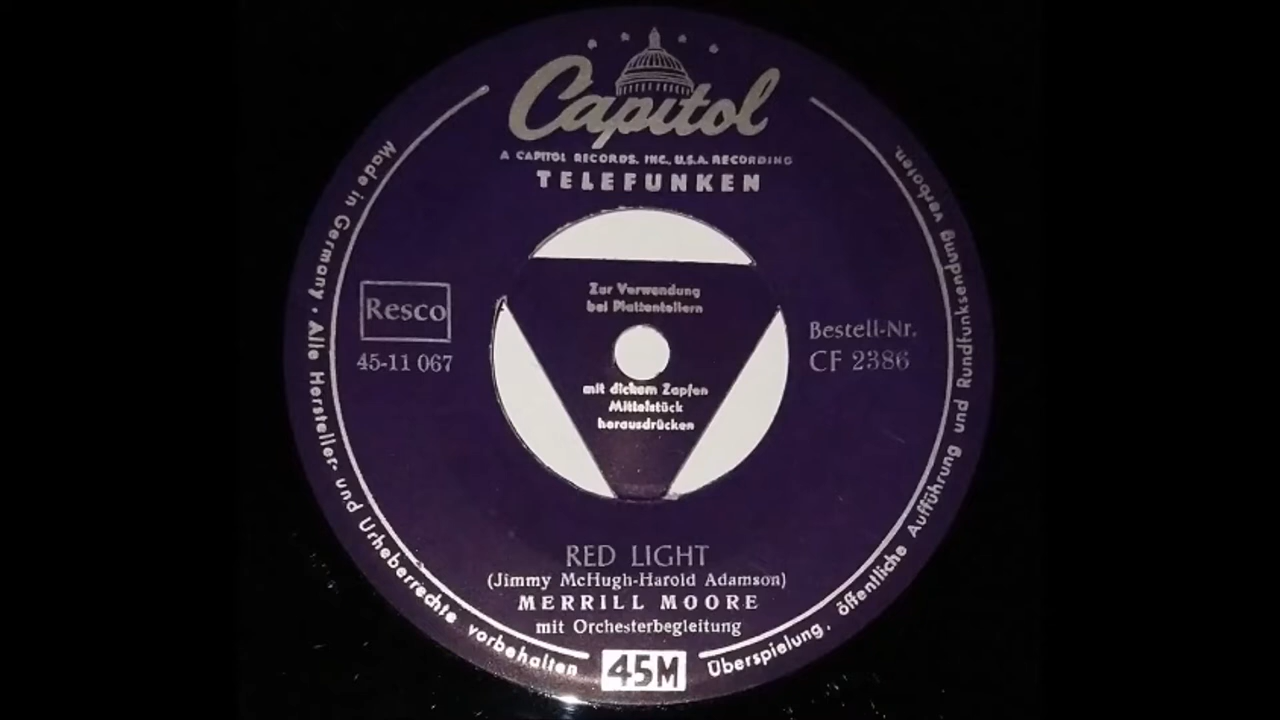 Capitol
A CAPITOL RECORDS, INC., U.S.A. RECORDING
TELEFUNKEN
Zur Verwendung
bei Plattentellern
mit dickem Zapfen
Mittelstück
herausdrücken
Resco
45-11 067
Bestell-Nr.
CF 2386
RED LIGHT
(Jimmy McHugh-Harold Adamson)
MERRILL MOORE
mit Orchesterbegleitung
45M
Made in Germany · Alle Hersteller- und Urheberrechte vorbehalten
Überspielung, öffentliche Aufführung und Rundfunksendung verboten.